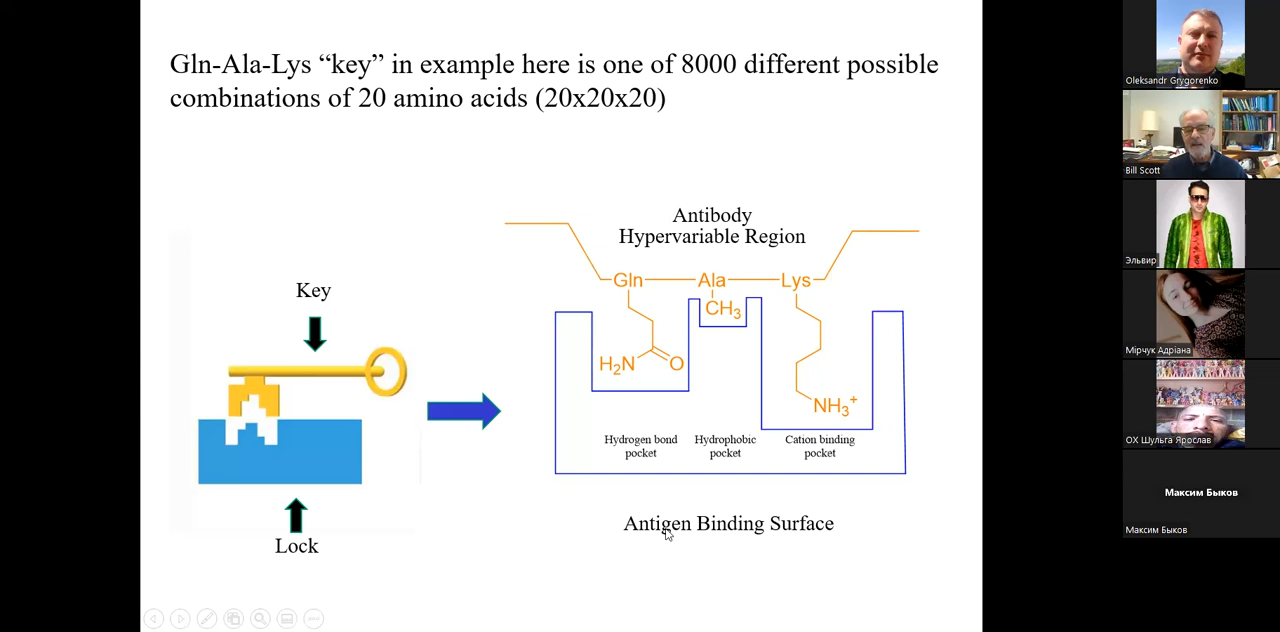 Gln-Ala-Lys “key” in example here is one of 8000 different possible
combinations of 20 amino acids (20x20x20)
Key
Lock
Antibody
Hypervariable Region
Gln
Ala
Lys
CH3
H2N
O
NH3+
Hydrogen bond
pocket
Hydrophobic
pocket
Cation binding
pocket
Antigen Binding Surface
Oleksandr Grygorenko
Bill Scott
Эльвир
Мірчук Адріана
ОХ Шульга Ярослав
Максим Быков
Максим Быков